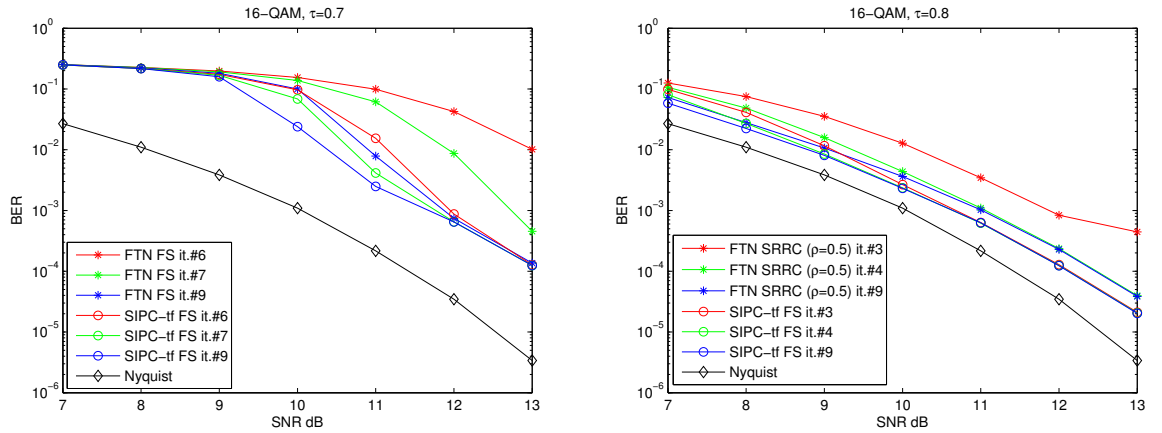 16−QAM, τ=0.7
10^0
10^−1
10^−2
10^−3
10^−4
10^−5
10^−6
BER
FTN FS it.#6
FTN FS it.#7
FTN FS it.#9
SIPC−tf FS it.#6
SIPC−tf FS it.#7
SIPC−tf FS it.#9
Nyquist
7 8 9 10 11 12 13
SNR dB
16−QAM, τ=0.8
10^0
10^−1
10^−2
10^−3
10^−4
10^−5
10^−6
BER
FTN SRRC (ρ=0.5) it.#3
FTN SRRC (ρ=0.5) it.#4
FTN SRRC (ρ=0.5) it.#9
SIPC−tf FS it.#3
SIPC−tf FS it.#4
SIPC−tf FS it.#9
Nyquist
7 8 9 10 11 12 13
SNR dB